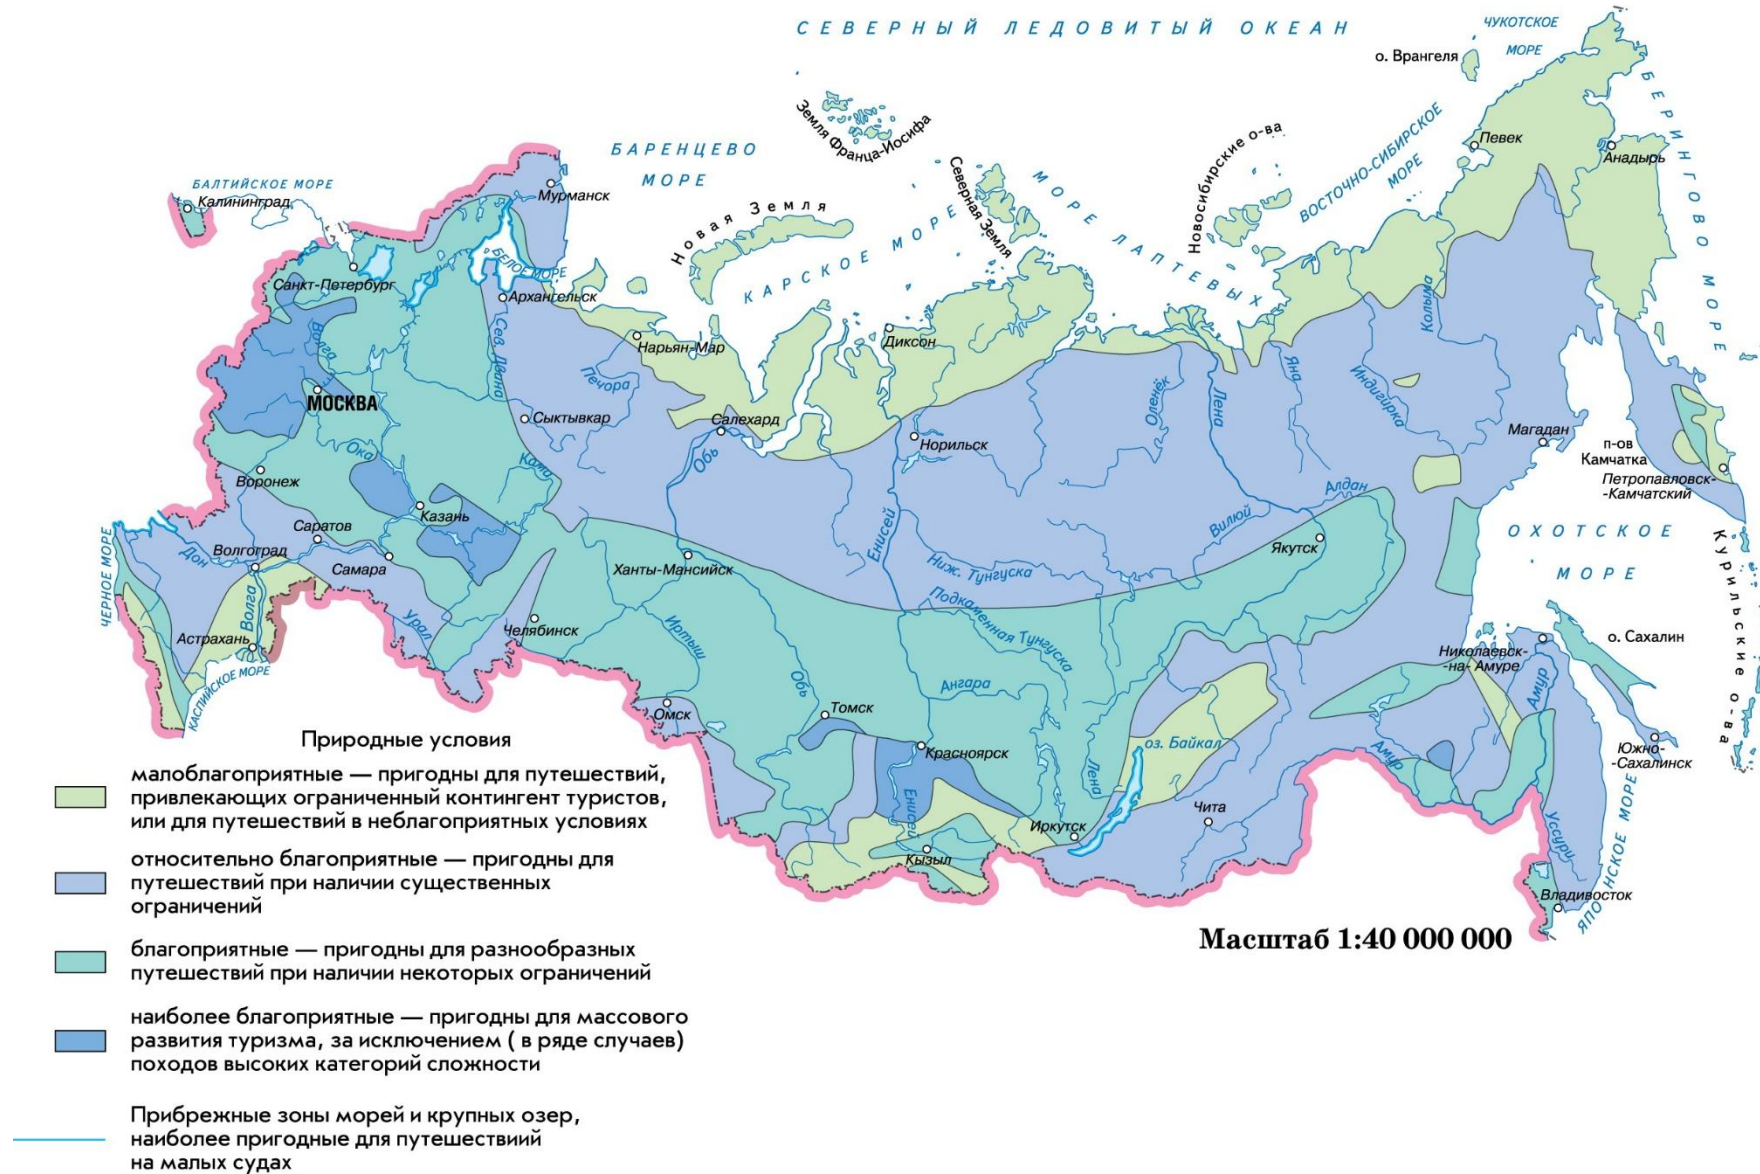 СЕВЕРНЫЙ ЛЕДОВИТЫЙ ОКЕАН
ЧУКОТСКОЕ
МОРЕ
о. Врангеля
БЕРИНГОВО МОРЕ
Земля Франца-Иосифа
БАРЕНЦЕВО
МОРЕ
Северная Земля
МОРЕ ЛАПТЕВЫХ
Новосибирские о-ва
ВОСТОЧНО-СИБИРСКОЕ
МОРЕ
Певек
Анадырь
БАЛТИЙСКОЕ МОРЕ
Калининград
Мурманск
Новая Земля
КАРСКОЕ МОРЕ
БЕЛОЕ МОРЕ
Санкт-Петербург
Архангельск
Волга
Сев. Двина
Нарьян-Мар
Диксон
Печора
Оленёк
Лена
Яна
Индигирка
Колыма
МОСКВА
Сыктывкар
Салехард
Норильск
Магадан
п-ов
Камчатка
Петропавловск-
-Камчатский
Ока
Кама
Обь
Воронеж
Казань
Енисей
Вилюй
Алдан
Саратов
Волгоград
Дон
Самара
Ханты-Мансийск
Якутск
ОХОТСКОЕ
МОРЕ
Курильские о-ва
ЧЕРНОЕ МОРЕ
Ниж. Тунгуска
Подкаменная Тунгуска
Волга
Урал
Челябинск
Иртыш
Астрахань
КАСПИЙСКОЕ МОРЕ
Обь
Ангара
Лена
Николаевск-
-на-Амуре
Амур
о. Сахалин
Омск
Томск
Красноярск
оз. Байкал
Амур
Южно-
-Сахалинск
Енисей
Иркутск
Чита
Кызыл
Уссури
Владивосток
ЯПОНСКОЕ МОРЕ
Масштаб 1:40 000 000
Природные условия
малоблагоприятные — пригодны для путешествий,
привлекающих ограниченный контингент туристов,
или для путешествий в неблагоприятных условиях
относительно благоприятные — пригодны для
путешествий при наличии существенных
ограничений
благоприятные — пригодны для разнообразных
путешествий при наличии некоторых ограничений
наиболее благоприятные — пригодны для массового
развития туризма, за исключением ( в ряде случаев)
походов высоких категорий сложности
Прибрежные зоны морей и крупных озер,
наиболее пригодные для путешествиий
на малых судах